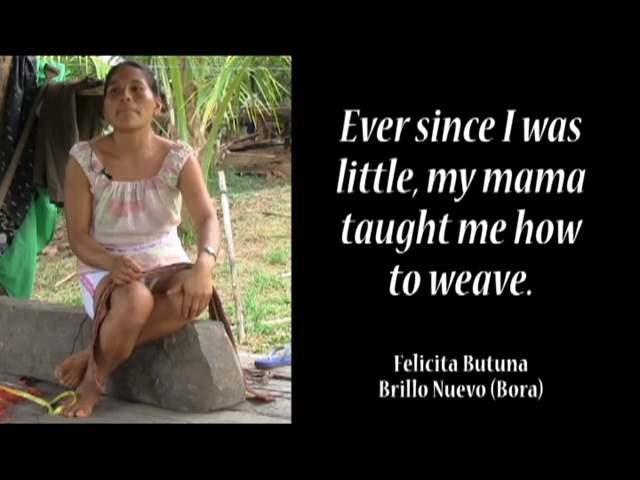 Ever since I was
little, my mama
taught me how
to weave.
Felicita Butuna
Brillo Nuevo (Bora)